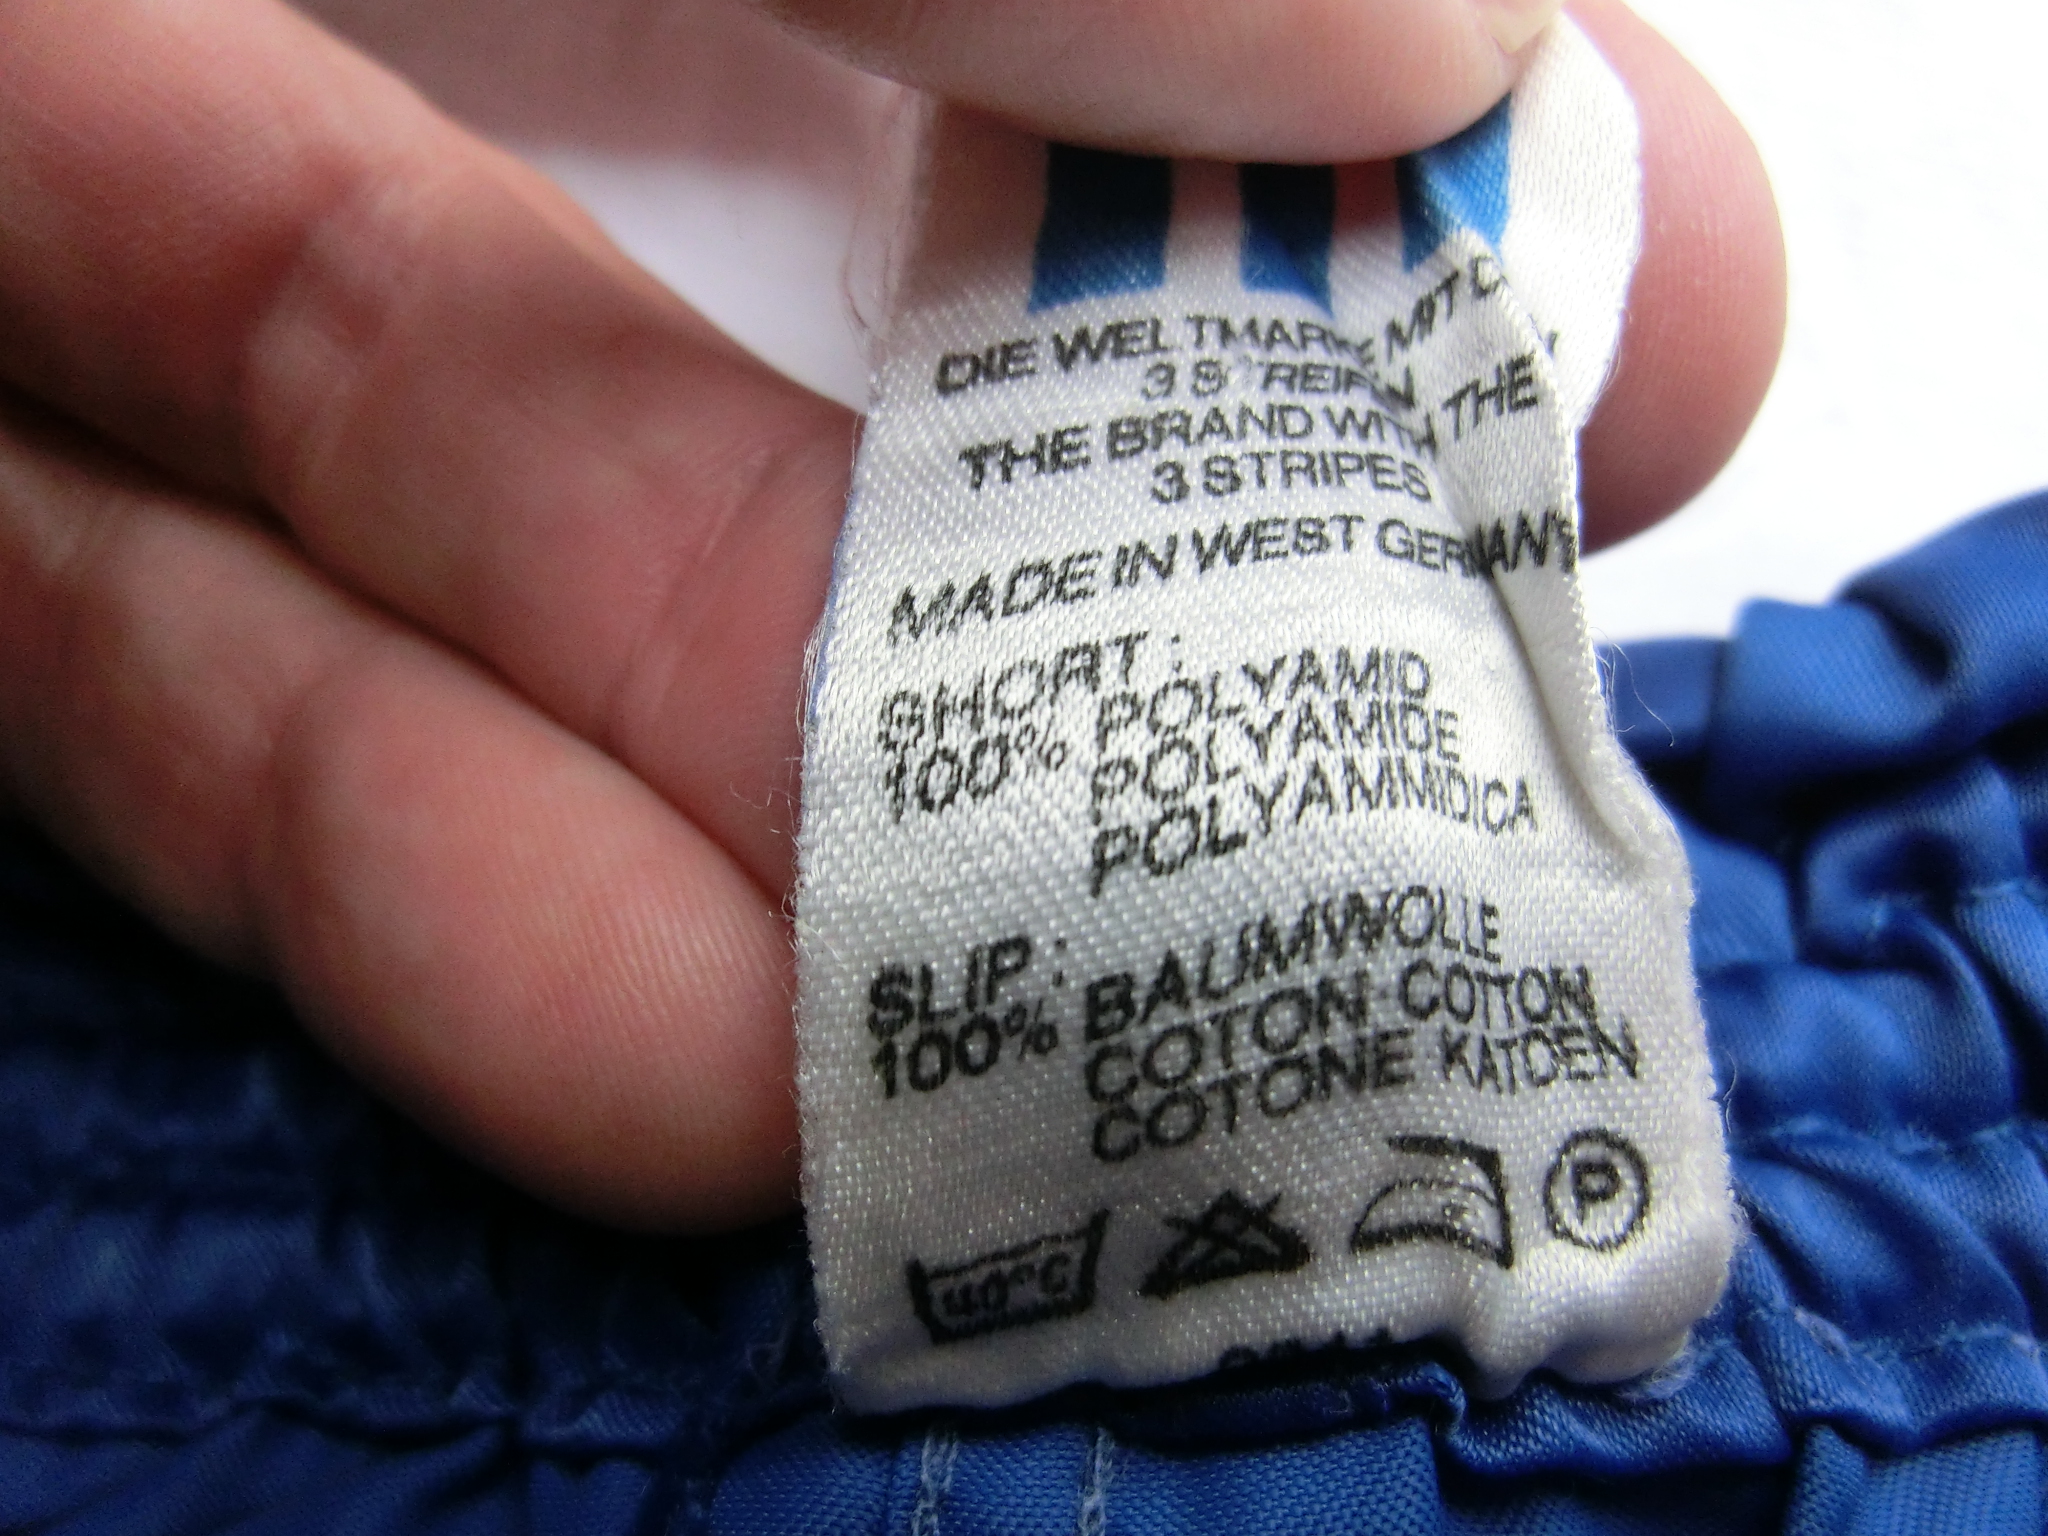 DIE WELTMARKE MIT D
3 STREIFEN
THE BRAND WITH THE
3 STRIPES
MADE IN WEST GERMANY
SHORT:
100% POLYAMID
POLYAMIDE
POLYAMMIDICA
SLIP:
100% BAUMWOLLE
COTON COTTON
COTONE KATOEN
40°C P